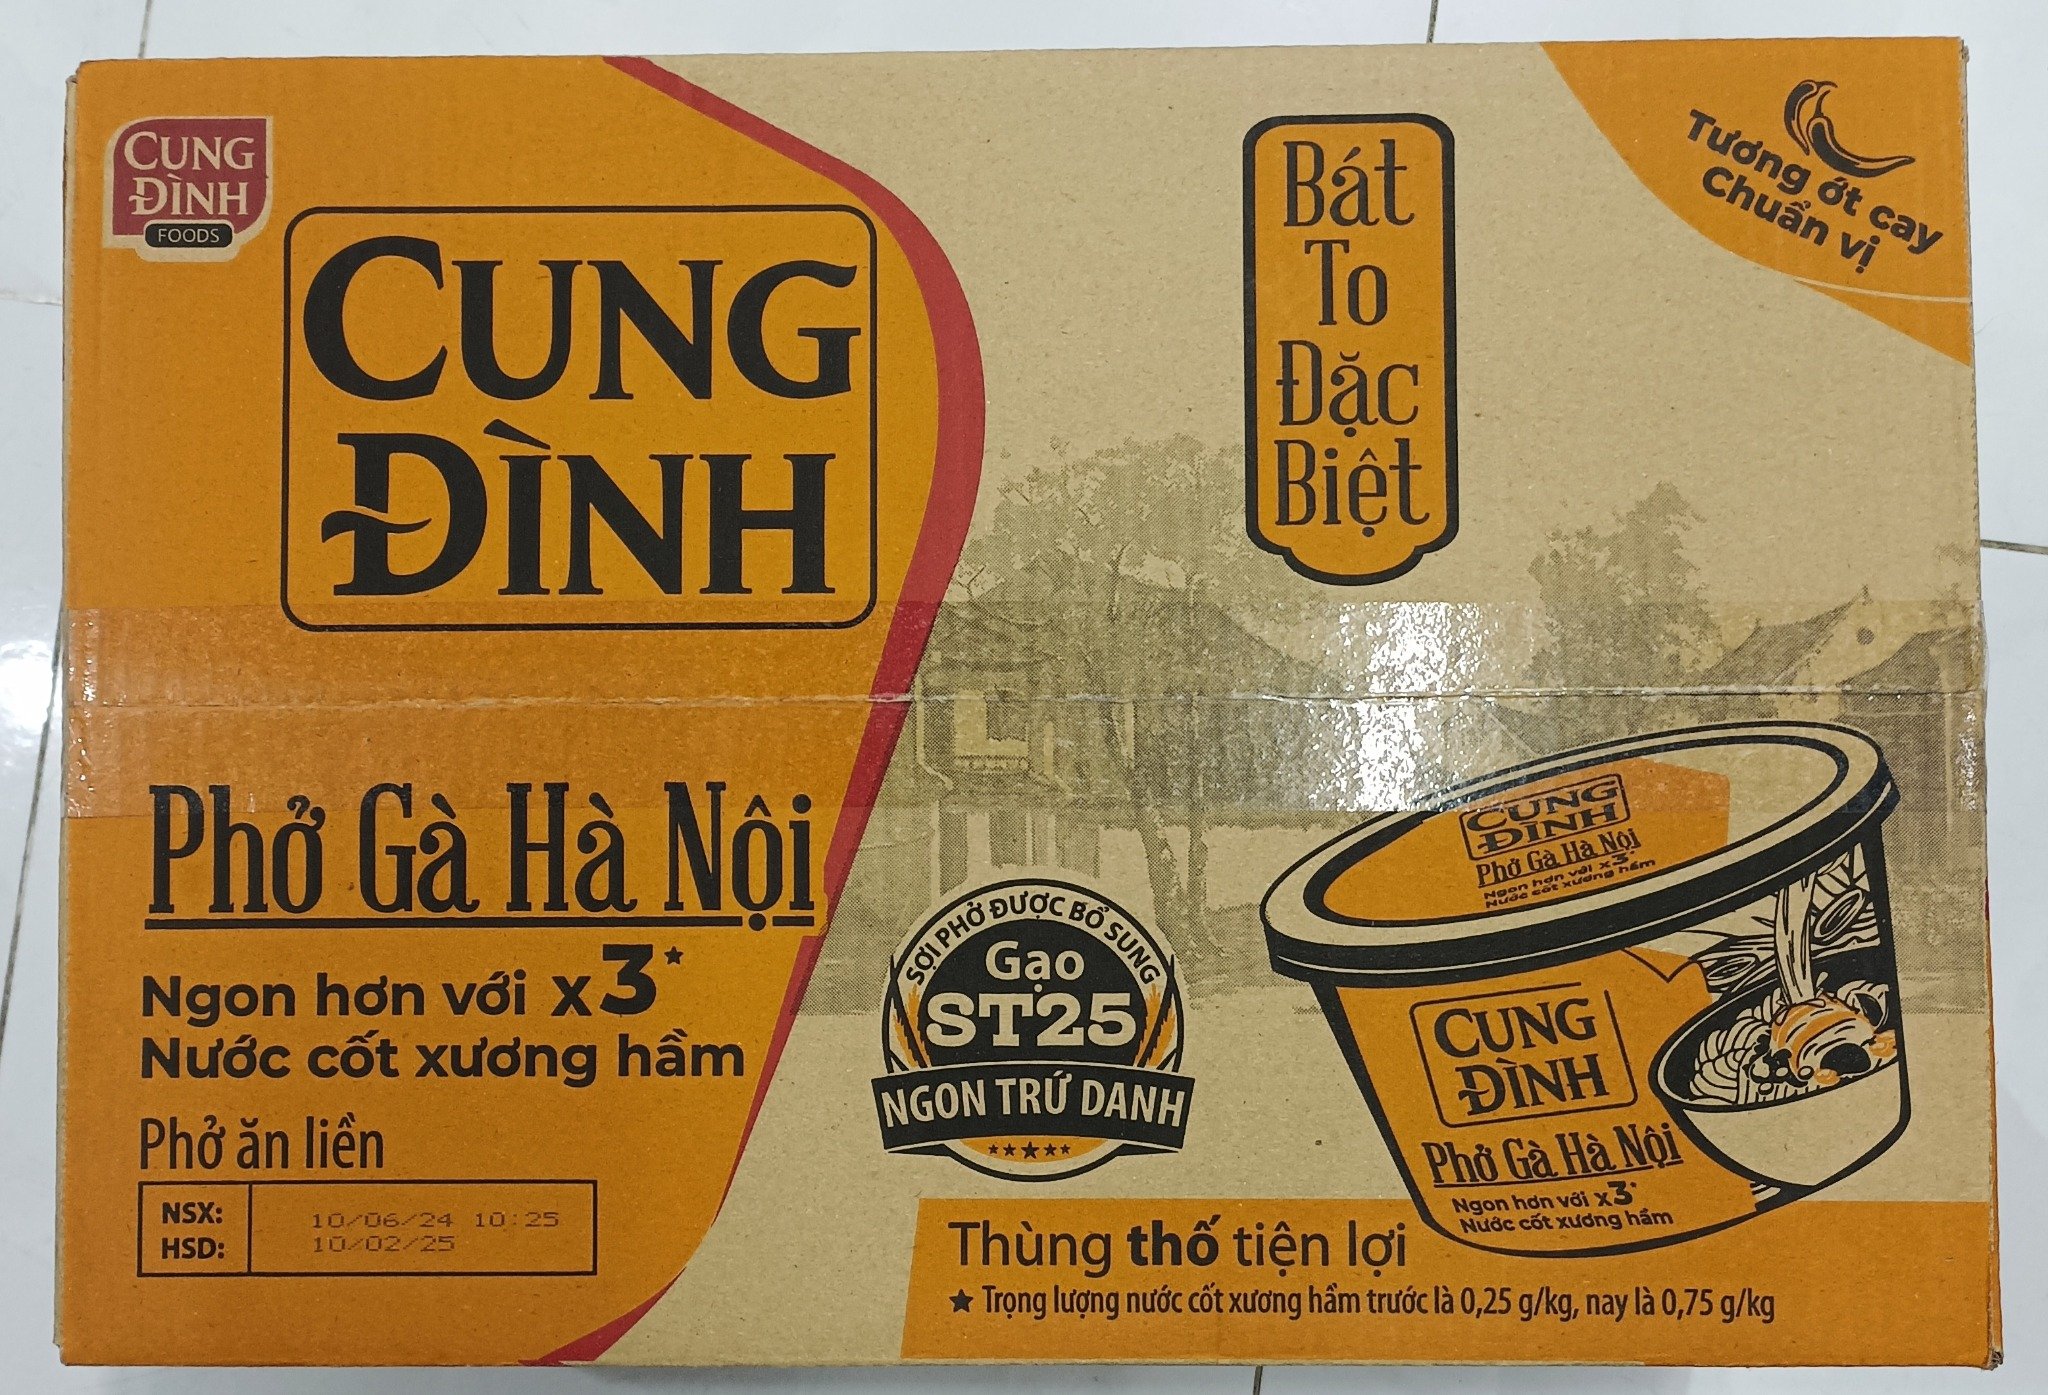 CUNG
ĐÌNH
FOODS
CUNG
ĐÌNH
Phở Gà Hà Nội
Ngon hơn với x3*
Nước cốt xương hầm
Phở ăn liền
NSX: 10/06/24 10:25
HSD: 10/02/25
Bát
To
Đặc
Biệt
Tương ớt cay
Chuẩn vị
SỢI PHỞ ĐƯỢC BỔ SUNG
Gạo
ST25
NGON TRỨ DANH
CUNG
ĐÌNH
Phở Gà Hà Nội
Ngon hơn với x3*
Nước cốt xương hầm
CUNG
ĐÌNH
Phở Gà Hà Nội
Ngon hơn với x3*
Nước cốt xương hầm
Thùng thố tiện lợi
★ Trọng lượng nước cốt xương hầm trước là 0,25 g/kg, nay là 0,75 g/kg